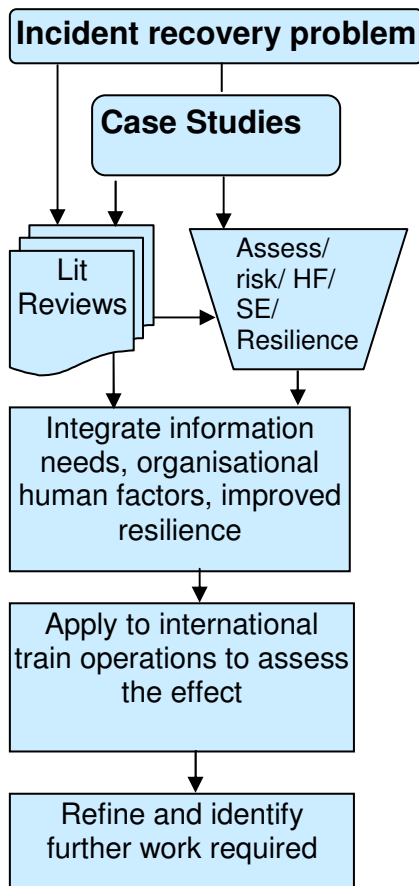 Incident recovery problem
Case Studies
Lit
Reviews
Assess/
risk/ HF/
SE/
Resilience
Integrate information
needs, organisational
human factors, improved
resilience
Apply to international
train operations to assess
the effect
Refine and identify
further work required